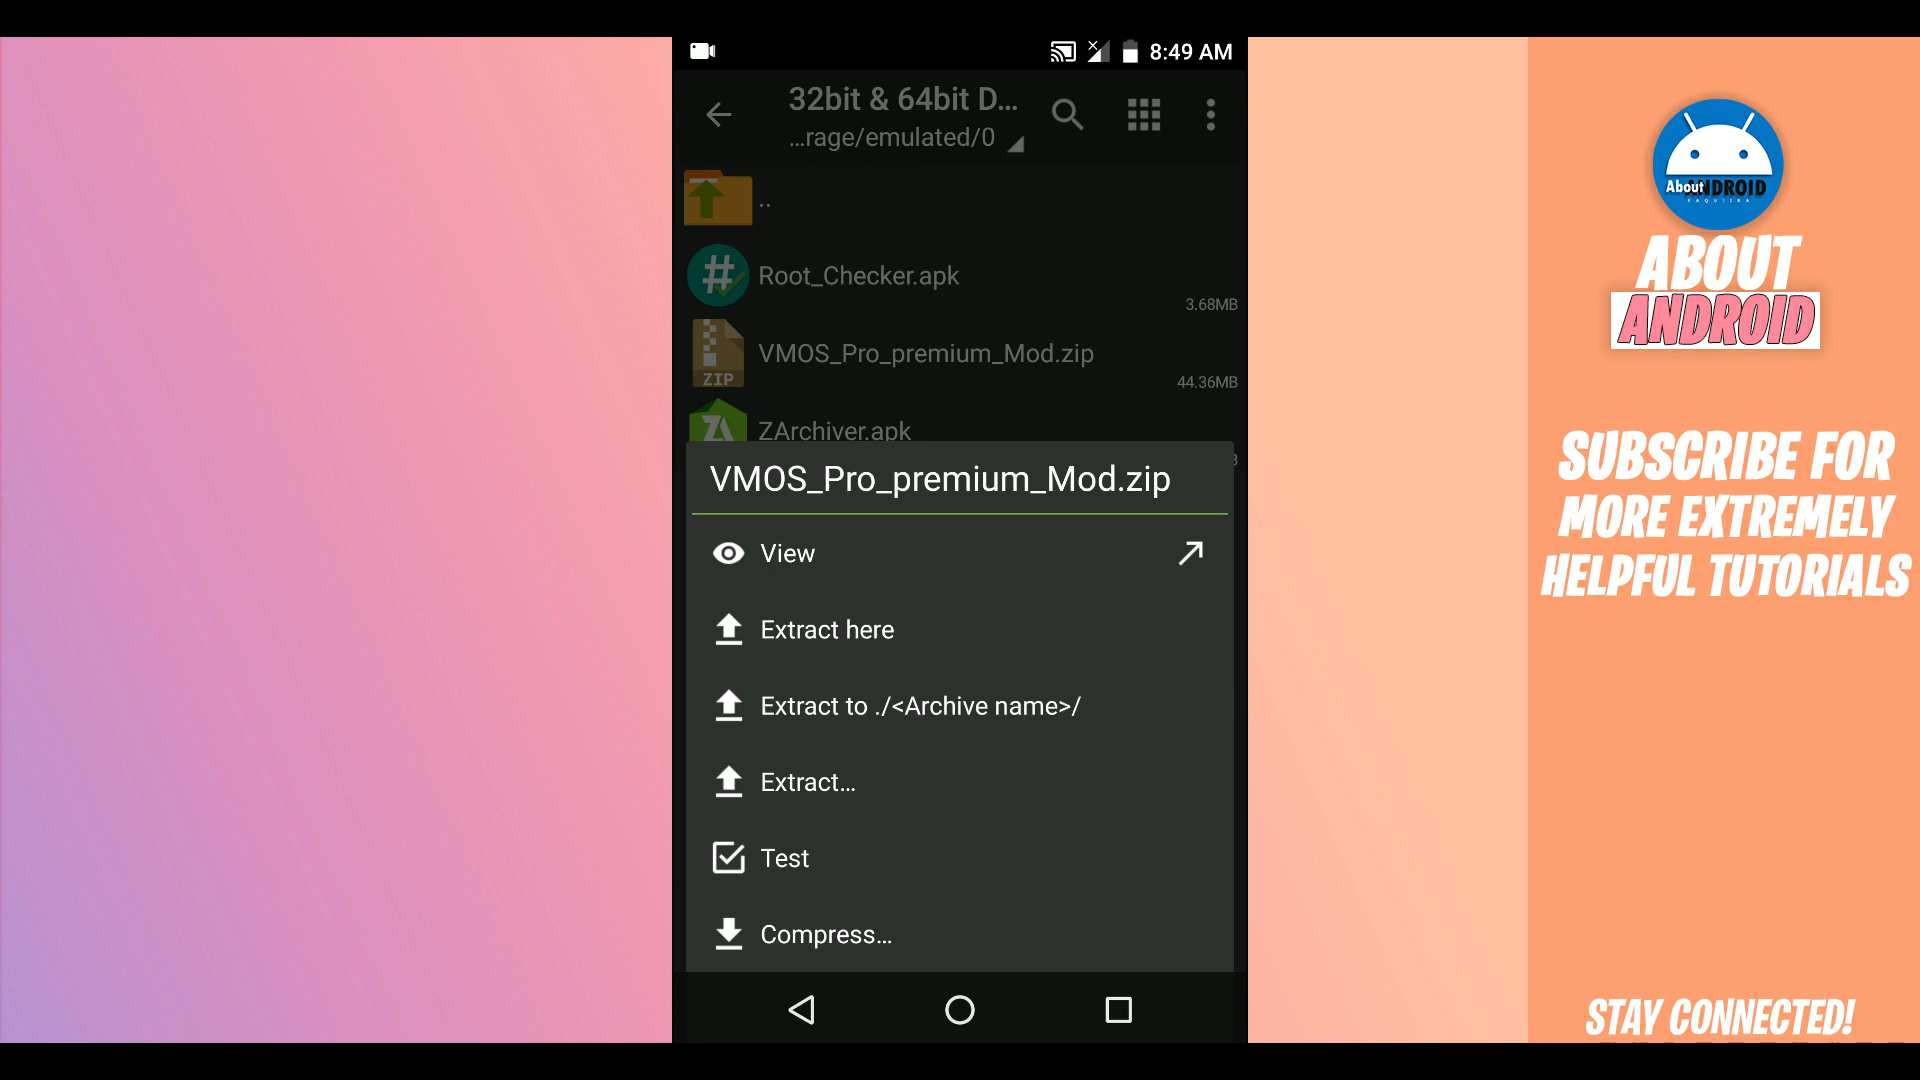 8:49 AM
32bit & 64bit D...
...rage/emulated/0
..
Root_Checker.apk
3.68MB
VMOS_Pro_premium_Mod.zip
ZIP
44.36MB
ZArchiver.apk
VMOS_Pro_premium_Mod.zip
View
Extract here
Extract to ./<Archive name>/
Extract...
Test
Compress...
About ANDROID
FAQUIIRA
ABOUT
ANDROID
SUBSCRIBE FOR
MORE EXTREMELY
HELPFUL TUTORIALS
STAY CONNECTED!